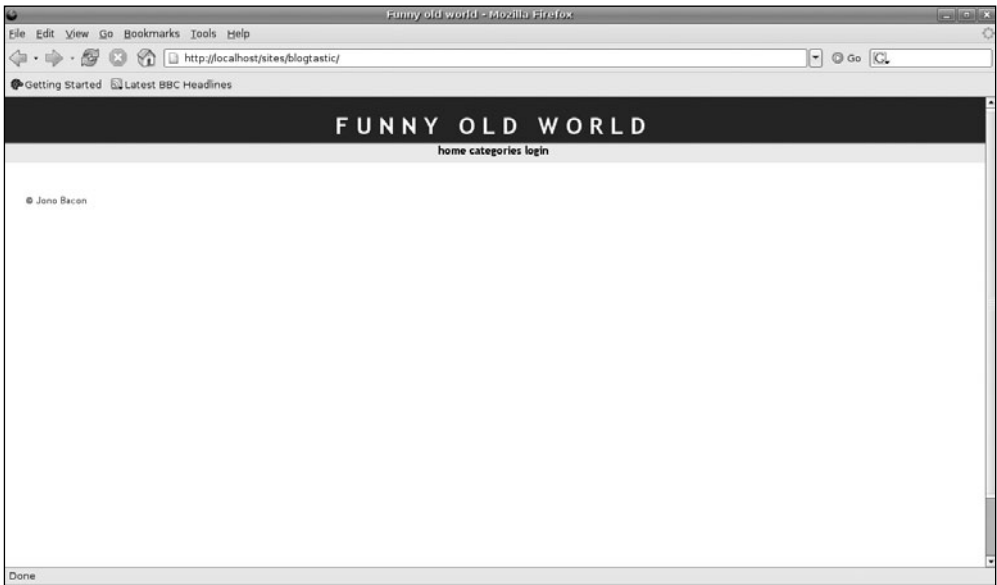 Funny old world - Mozilla Firefox
File Edit View Go Bookmarks Tools Help
http://localhost/sites/blogtastic/ Go
Getting Started Latest BBC Headlines
FUNNY OLD WORLD
home categories login
© Jono Bacon
Done